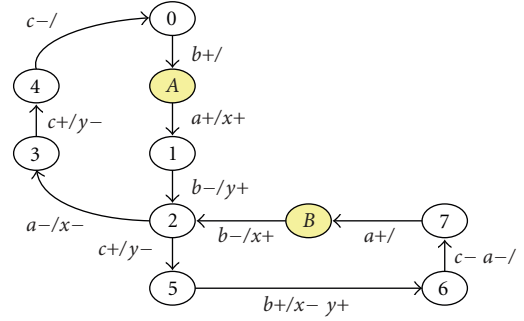 c−/
0
b+/
4
A
c+/y−
a+/x+
3
1
b−/y+
a−/x−
2
b−/x+
B
a+/
7
c+/y−
c− a−/
5
b+/x− y+
6